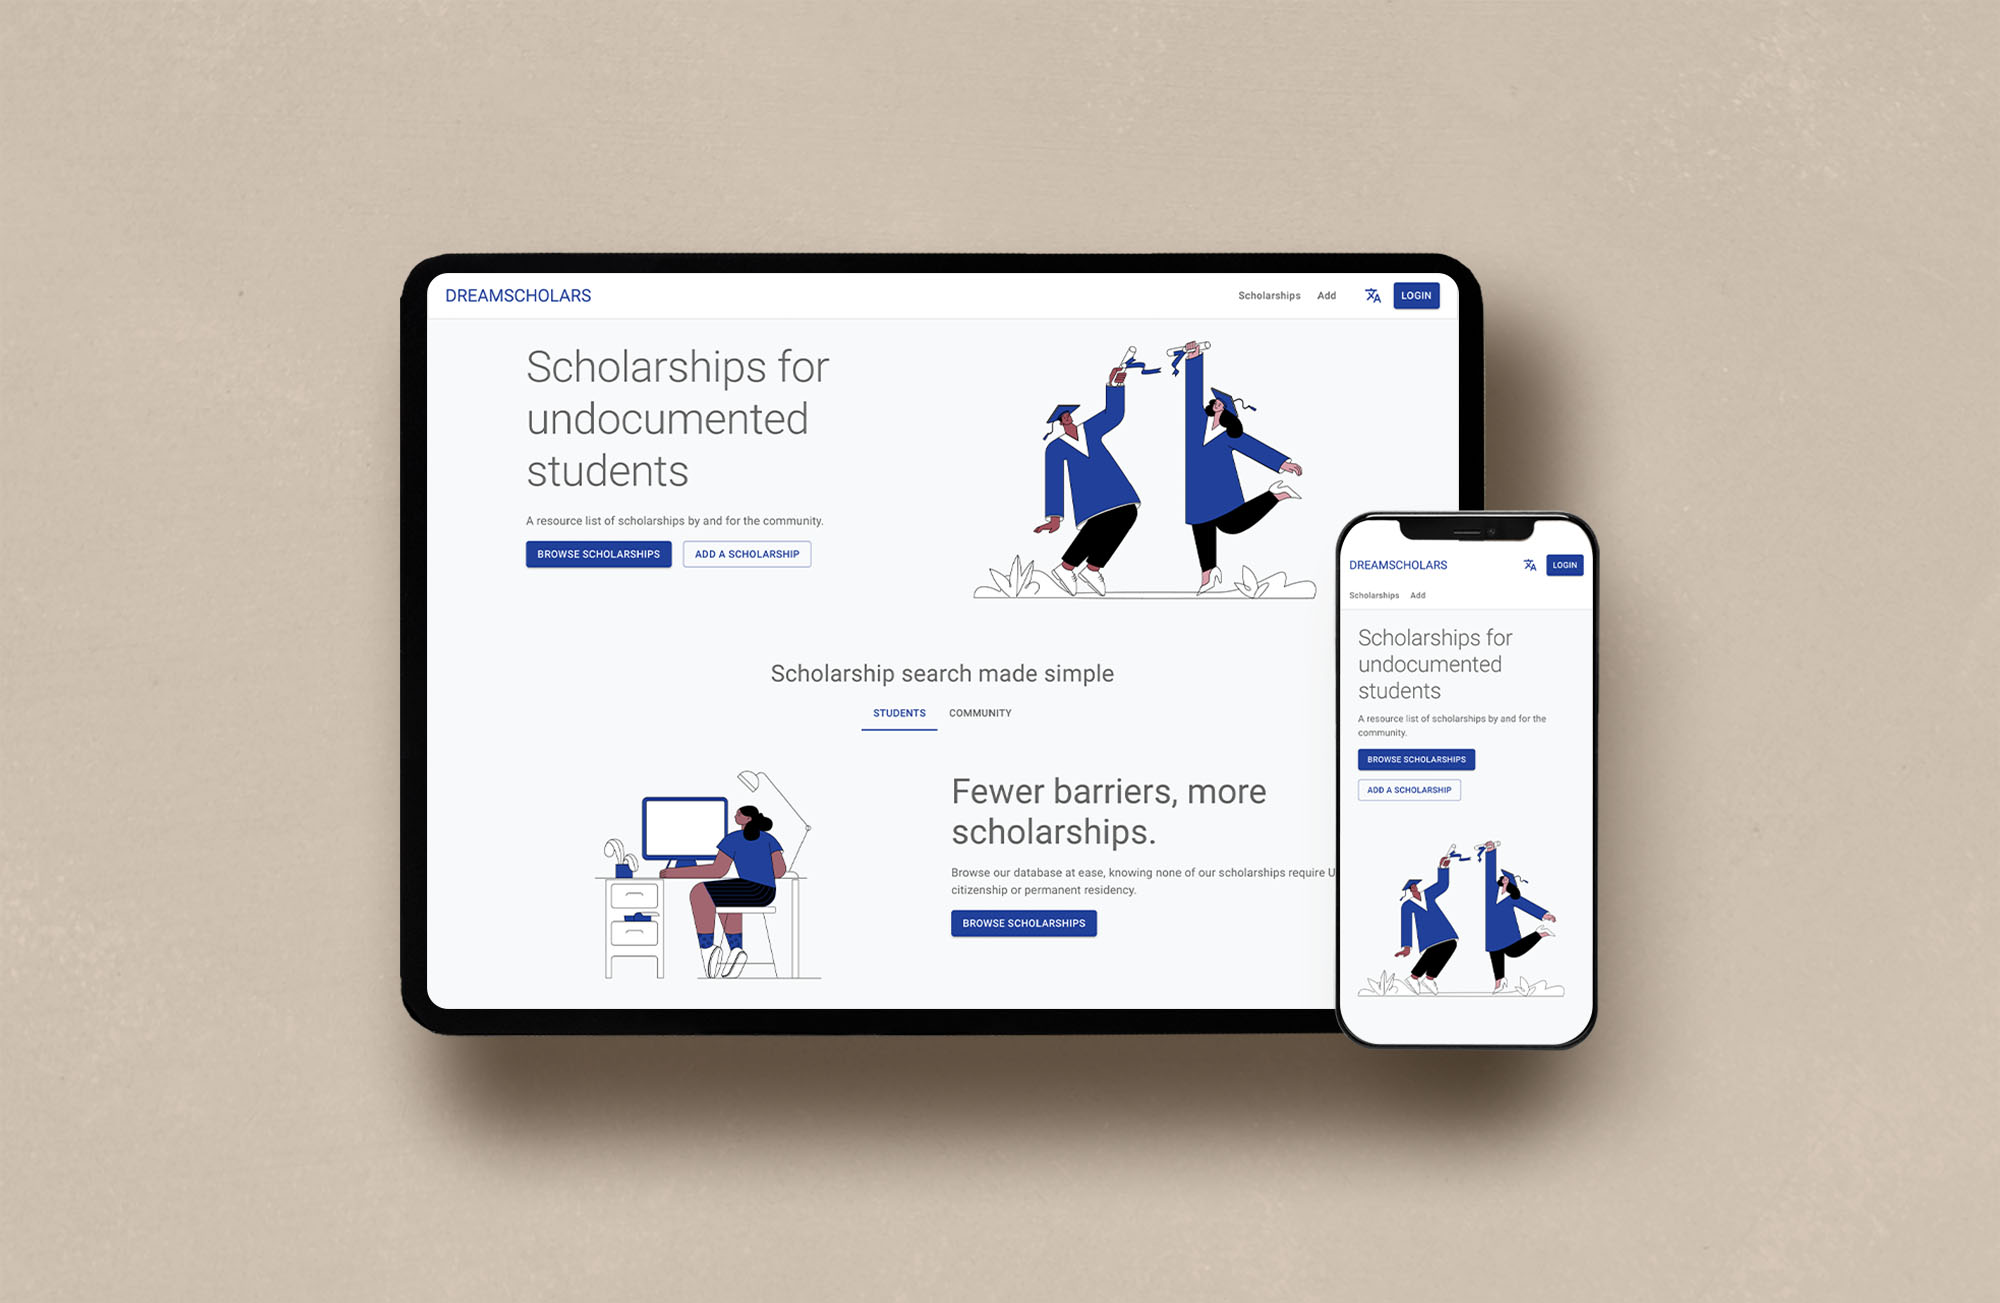 DREAMSCHOLARS
Scholarships Add LOGIN
Scholarships for
undocumented
students
A resource list of scholarships by and for the community.
BROWSE SCHOLARSHIPS ADD A SCHOLARSHIP
Scholarship search made simple
STUDENTS COMMUNITY
Fewer barriers, more
scholarships.
Browse our database at ease, knowing none of our scholarships require U
citizenship or permanent residency.
BROWSE SCHOLARSHIPS
DREAMSCHOLARS
LOGIN
Scholarships Add
Scholarships for
undocumented
students
A resource list of scholarships by and for the
community.
BROWSE SCHOLARSHIPS
ADD A SCHOLARSHIP